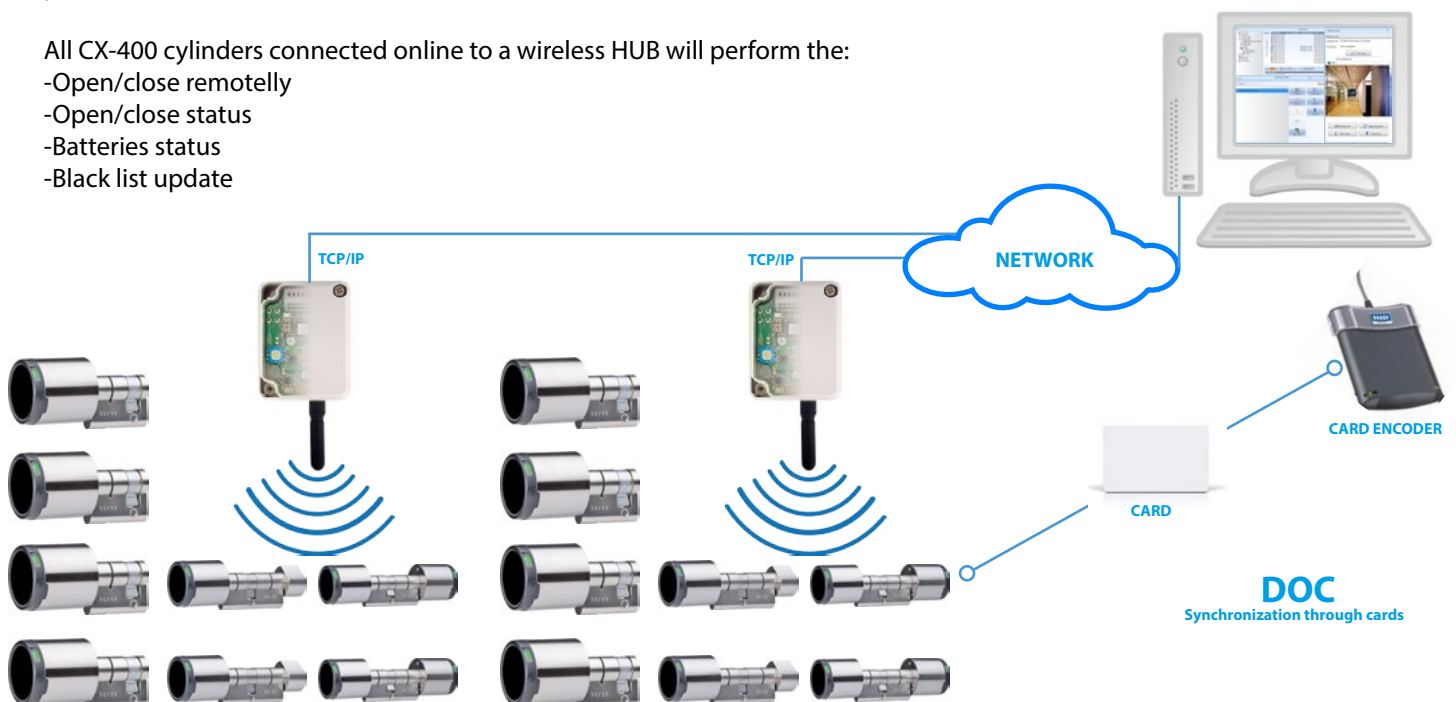 All CX-400 cylinders connected online to a wireless HUB will perform the:
-Open/close remotelly
-Open/close status
-Batteries status
-Black list update
TCP/IP
TCP/IP
NETWORK
HID
CARD ENCODER
CARD
DOC
Synchronization through cards